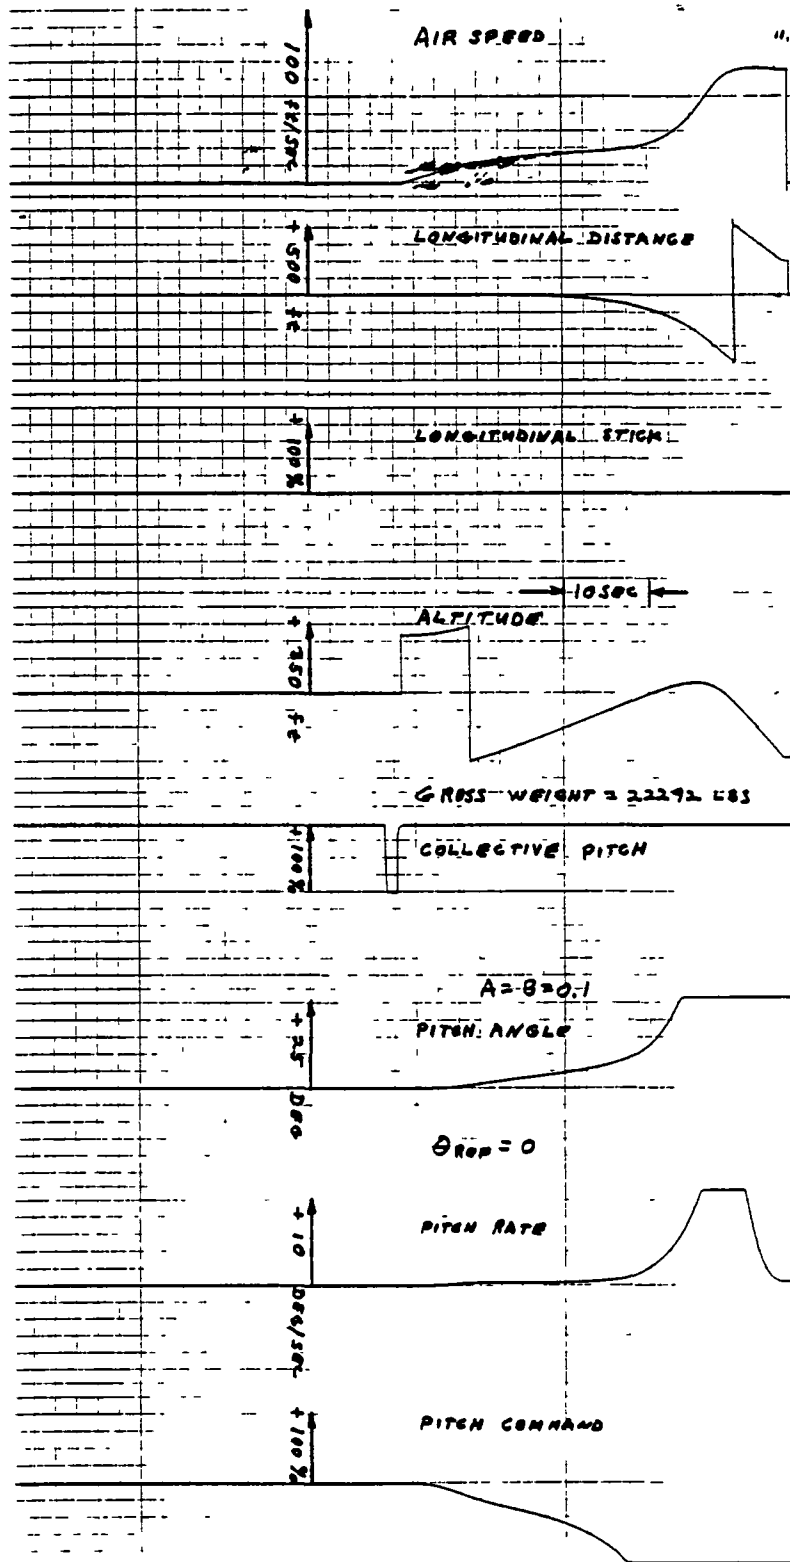 AIR SPEED
11.
100 ft/sec
LONGITUDINAL DISTANCE
+ 500 ft
LONGITUDINAL STICK
+ 100%
10 SEC
ALTITUDE
+ 250 ft
GROSS WEIGHT = 22292 LBS
+ 100%
COLLECTIVE PITCH
A = B = 0.1
PITCH ANGLE
+ 25 DEG
θREF = 0
PITCH RATE
+ 10 DEG/SEC
PITCH COMMAND
+ 100%